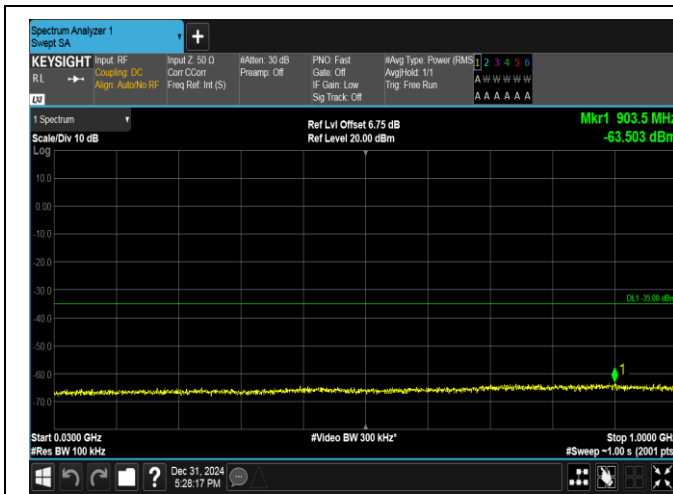 Spectrum Analyzer 1
Swept SA
+
KEYSIGHT
RL
LXI
Input: RF
Coupling: DC
Align: Auto/No RF
Input Z: 50 Ω
Corr CCorr
Freq Ref: Int (S)
#Atten: 30 dB
Preamp: Off
PNO: Fast
Gate: Off
IF Gain: Low
Sig Track: Off
#Avg Type: Power (RMS
Avg|Hold: 1/1
Trig: Free Run
1 2 3 4 5 6
A W W W W W
A A A A A A
1 Spectrum
Scale/Div 10 dB
Ref Lvl Offset 6.75 dB
Ref Level 20.00 dBm
Mkr1 903.5 MHz
-63.503 dBm
Log
10.0
0.00
-10.0
-20.0
-30.0
DL1 -35.00 dBm
-40.0
-50.0
-60.0
1
-70.0
Start 0.0300 GHz
#Res BW 100 kHz
#Video BW 300 kHz*
Stop 1.0000 GHz
#Sweep ~1.00 s (2001 pts
?
Dec 31, 2024
5:28:17 PM